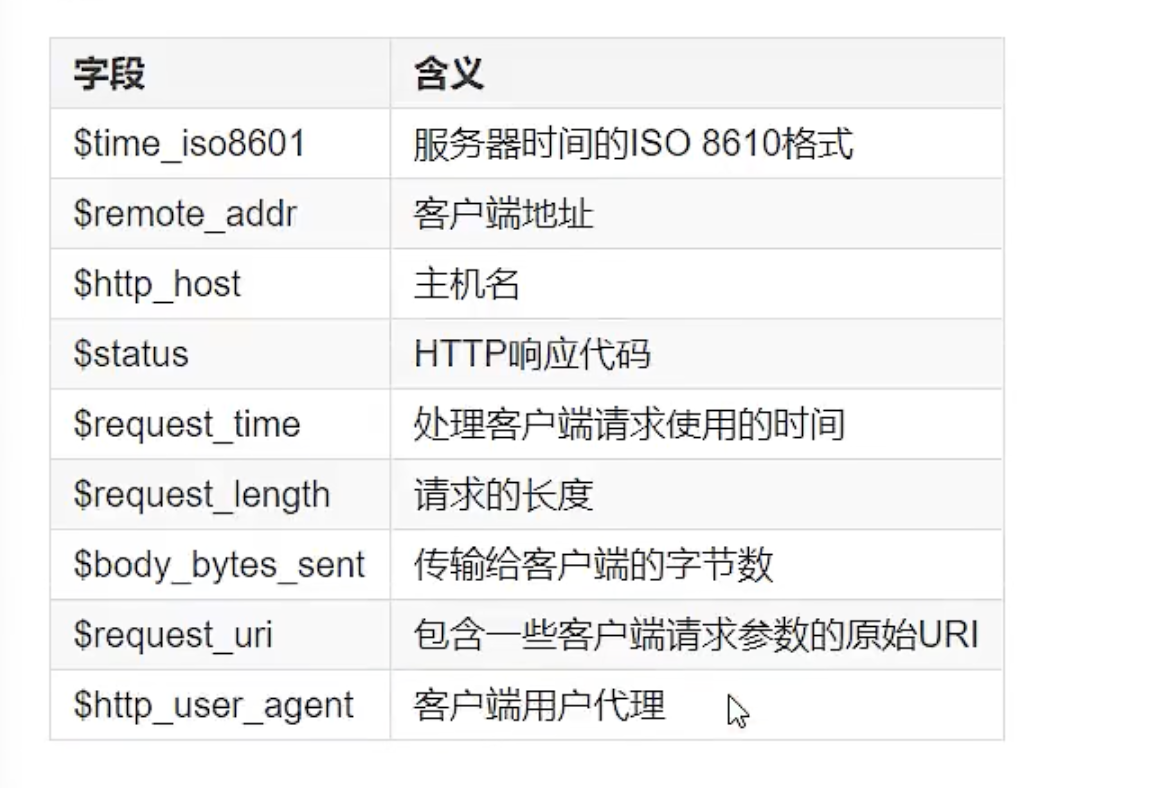 字段 含义
$time_iso8601 服务器时间的ISO 8610格式
$remote_addr 客户端地址
$http_host 主机名
$status HTTP响应代码
$request_time 处理客户端请求使用的时间
$request_length 请求的长度
$body_bytes_sent 传输给客户端的字节数
$request_uri 包含一些客户端请求参数的原始URI
$http_user_agent 客户端用户代理